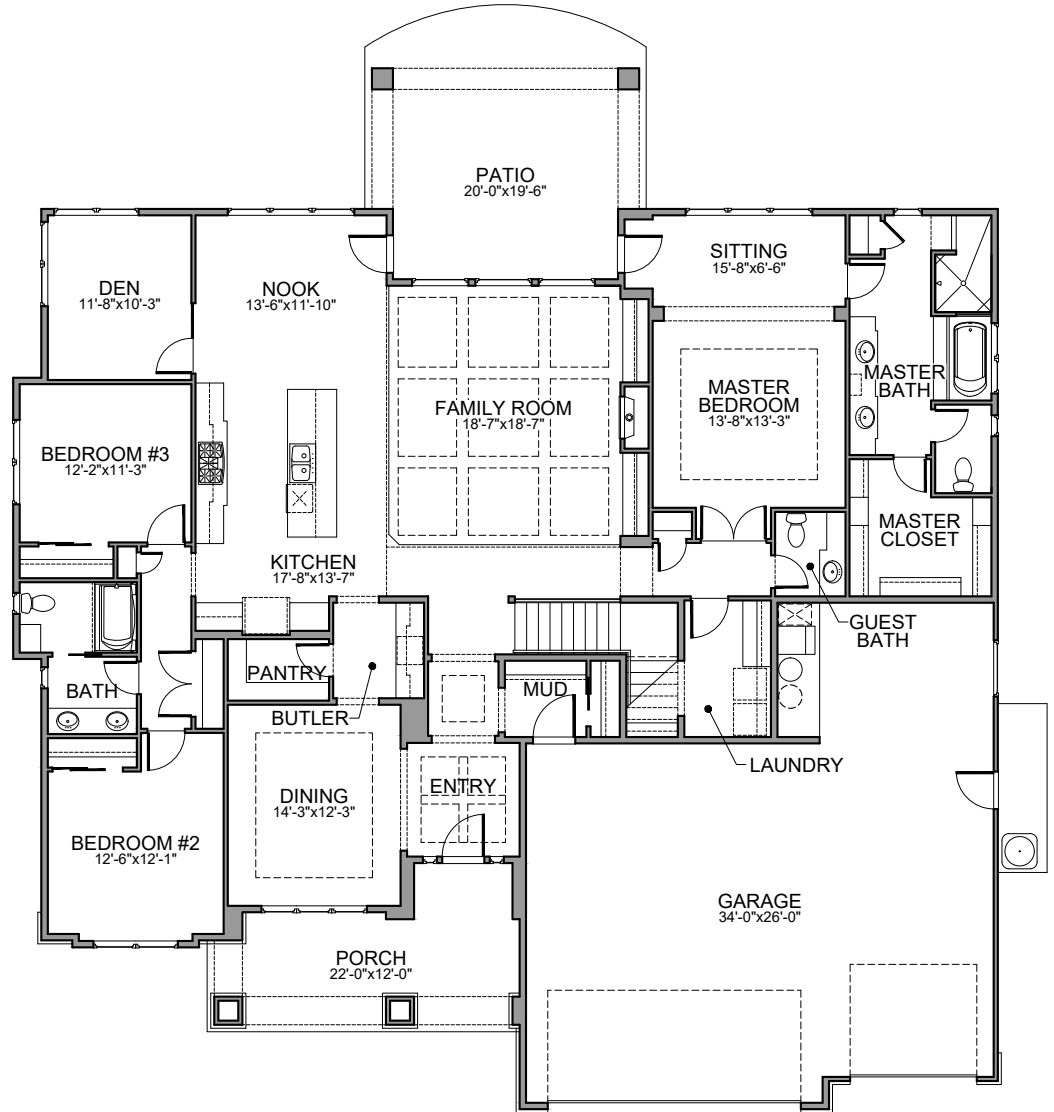 PATIO
20'-0"x19'-6"
SITTING
15'-8"x6'-6"
DEN
11'-8"x10'-3"
NOOK
13'-6"x11'-10"
MASTER
BATH
MASTER
BEDROOM
13'-8"x13'-3"
FAMILY ROOM
18'-7"x18'-7"
BEDROOM #3
12'-2"x11'-3"
MASTER
CLOSET
KITCHEN
17'-8"x13'-7"
GUEST
BATH
PANTRY
BATH
MUD
BUTLER
LAUNDRY
ENTRY
DINING
14'-3"x12'-3"
BEDROOM #2
12'-6"x12'-1"
GARAGE
34'-0"x26'-0"
PORCH
22'-0"x12'-0"